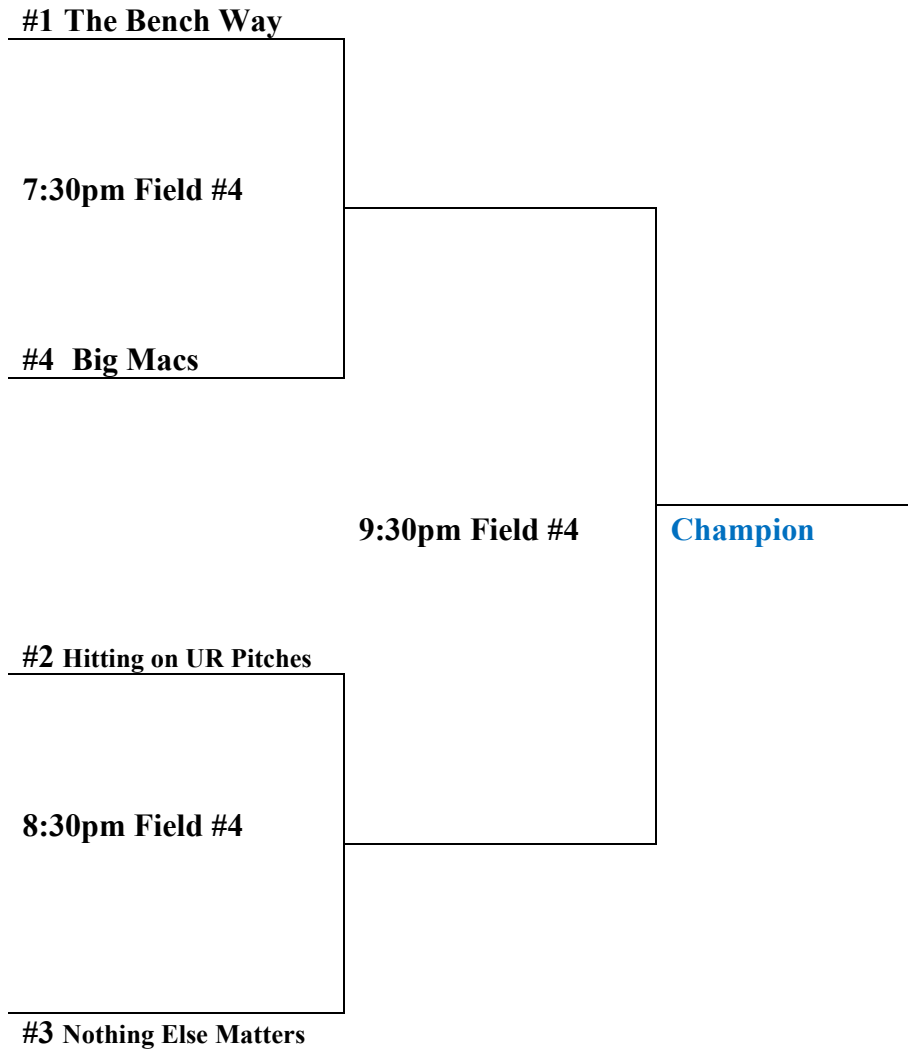 #1 The Bench Way
7:30pm Field #4
#4 Big Macs
9:30pm Field #4
Champion
#2 Hitting on UR Pitches
8:30pm Field #4
#3 Nothing Else Matters